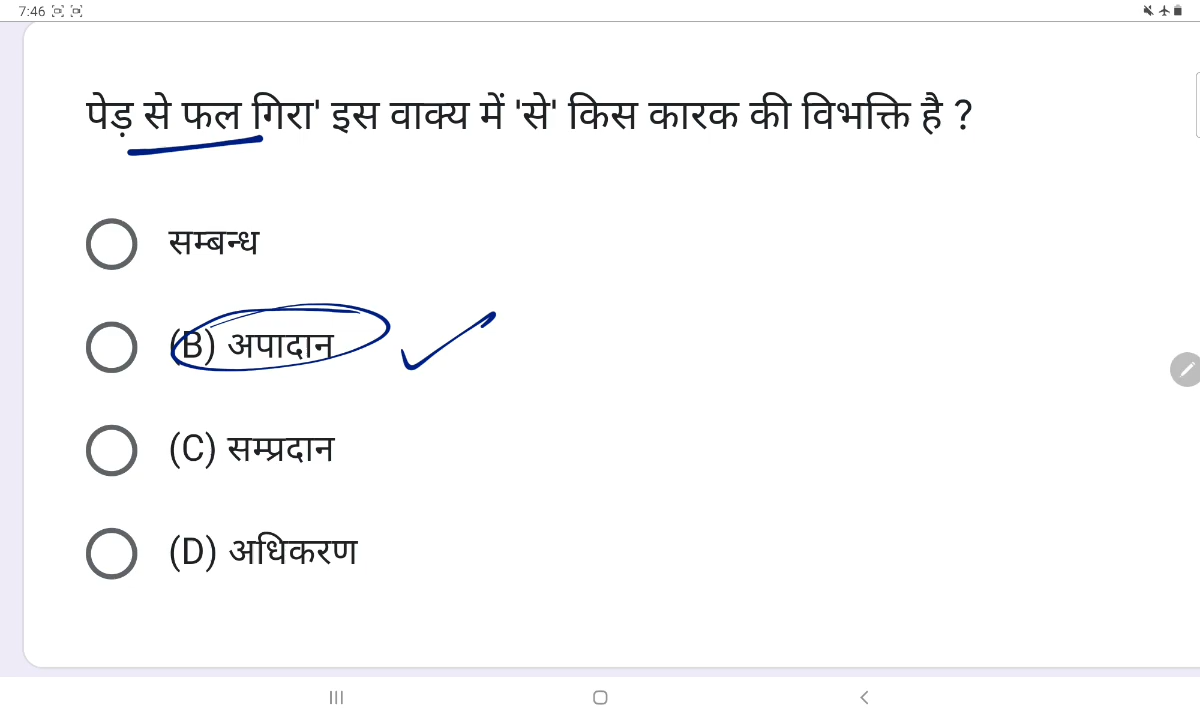 7:46
पेड़ से फल गिरा' इस वाक्य में 'से' किस कारक की विभक्ति है ?
सम्बन्ध
(B) अपादान
(C) सम्प्रदान
(D) अधिकरण